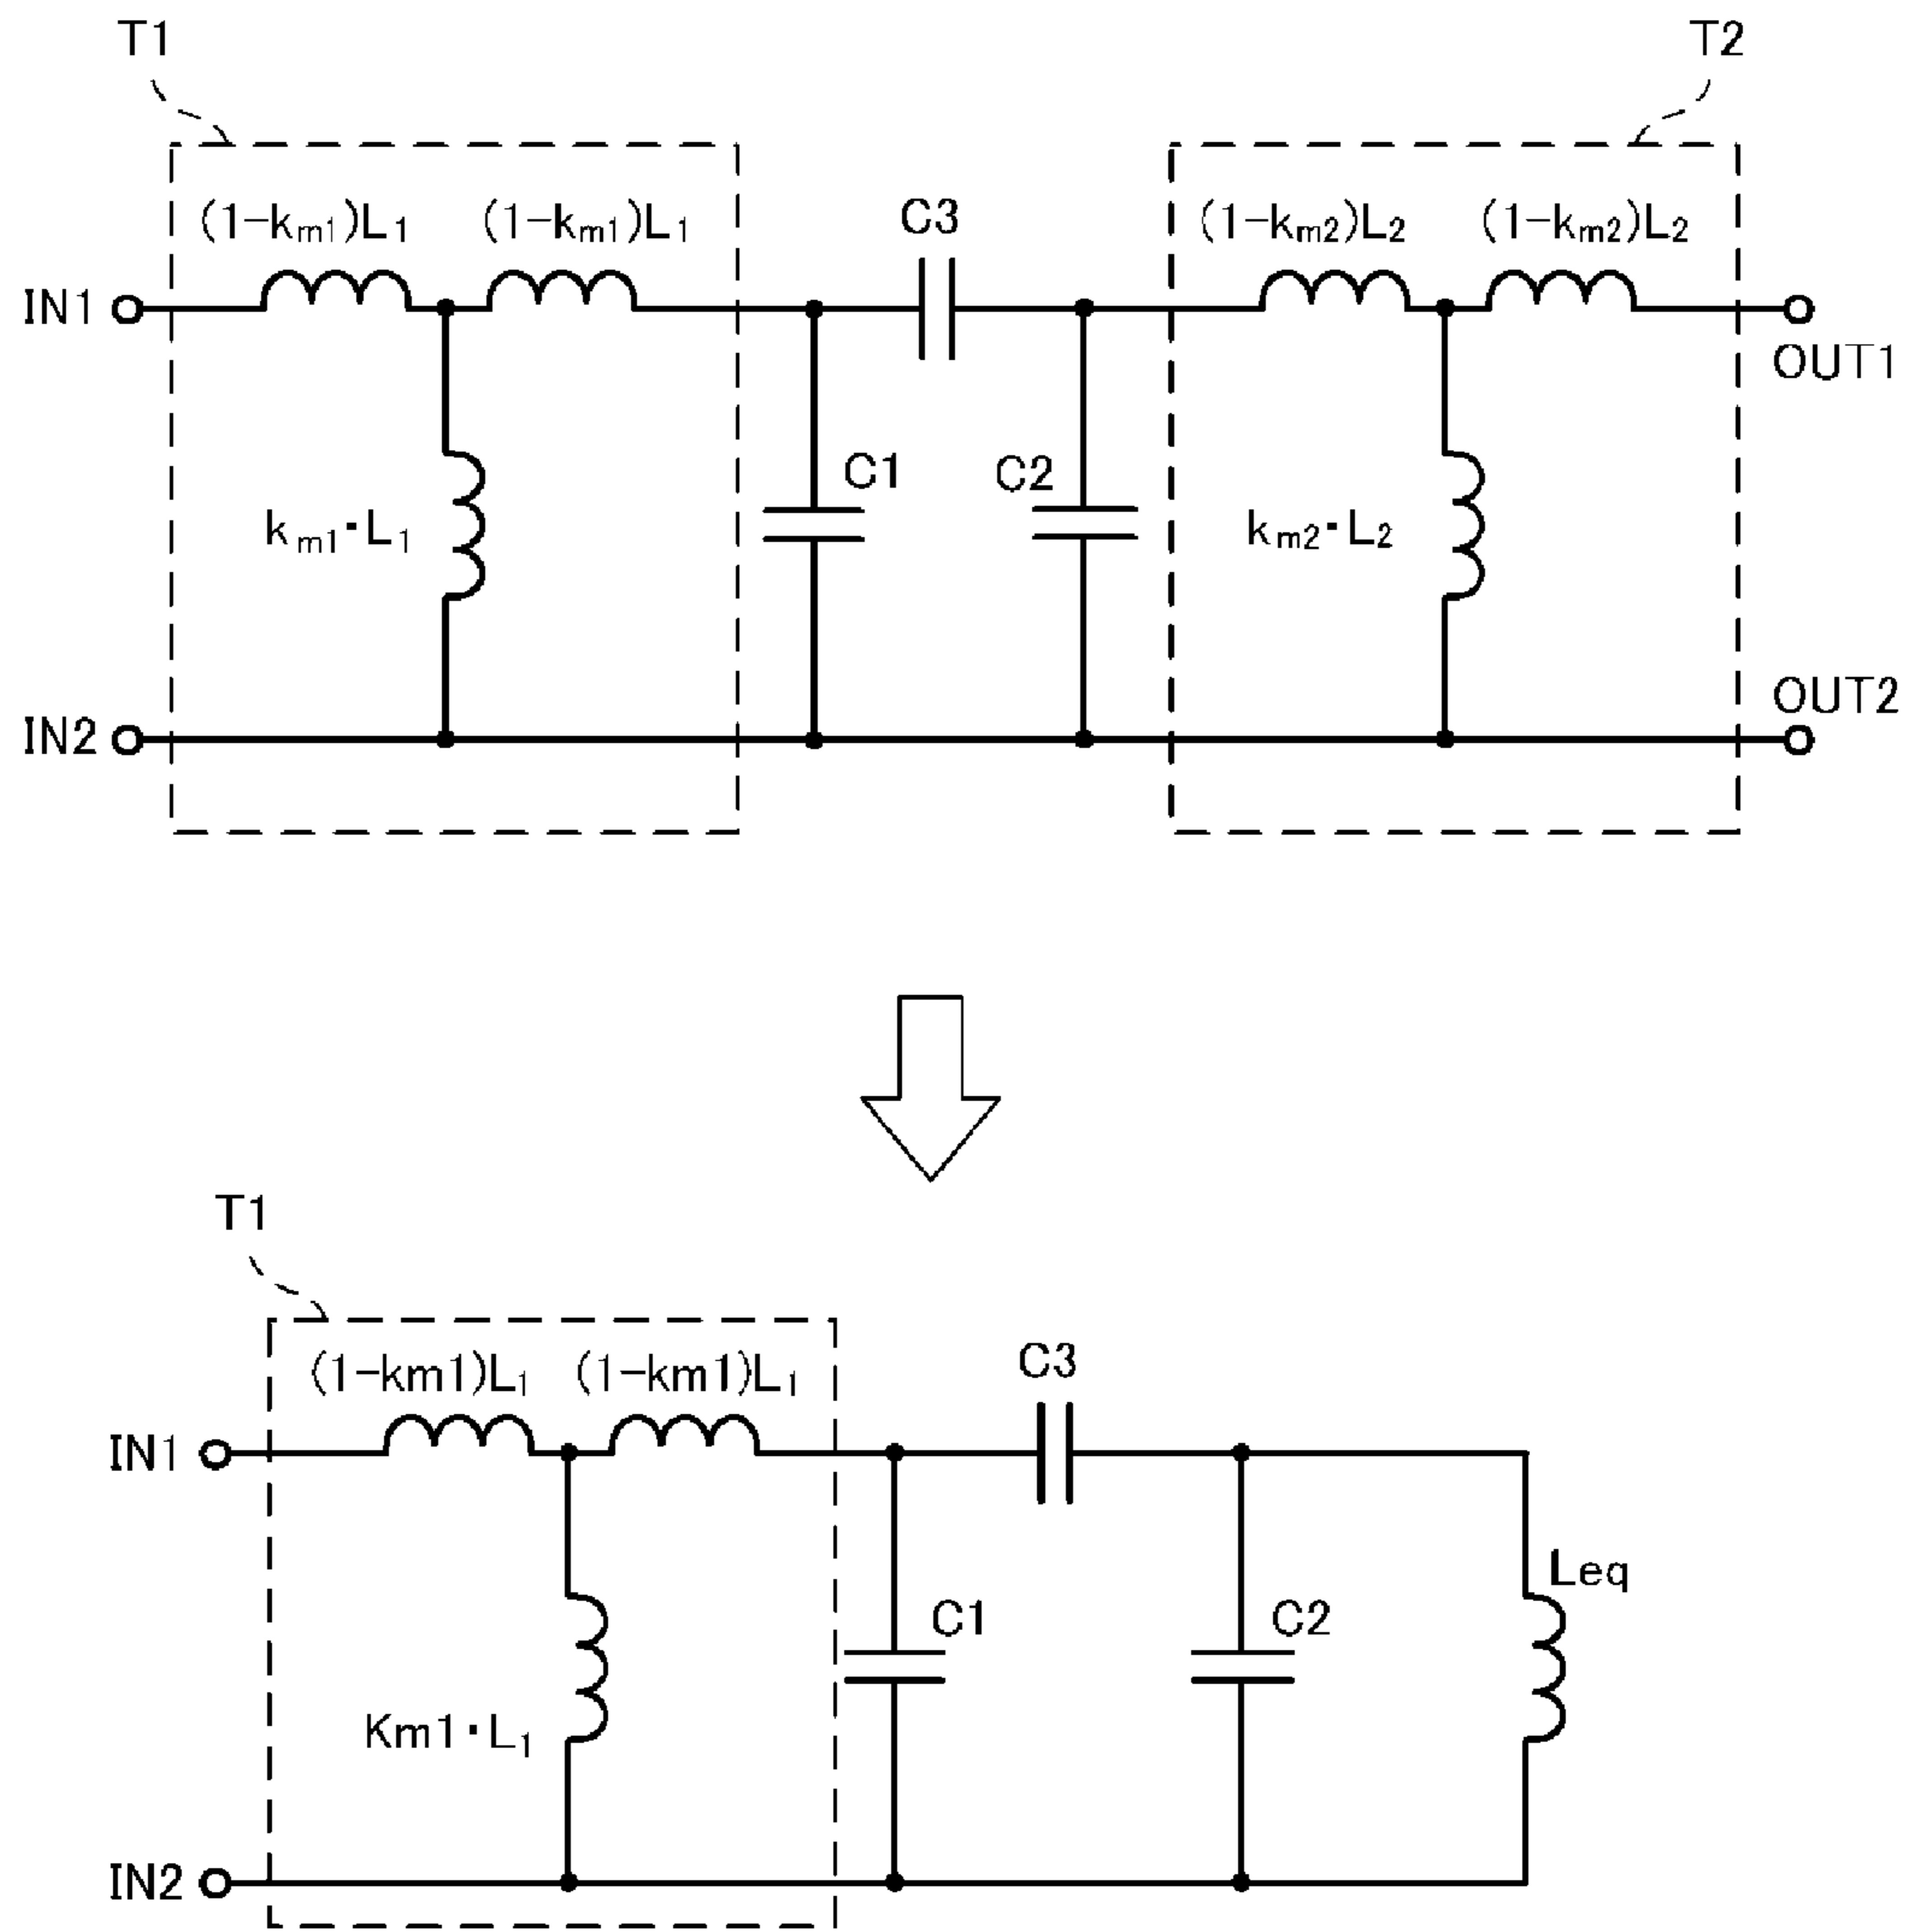 T1
T2
(1-kₘ₁)L₁
(1-kₘ₁)L₁
C3
(1-kₘ₂)L₂
(1-kₘ₂)L₂
IN1
OUT1
kₘ₁・L₁
C1
C2
kₘ₂・L₂
IN2
OUT2
T1
(1-km1)L₁
(1-km1)L₁
C3
IN1
Km1・L₁
C1
C2
Leq
IN2